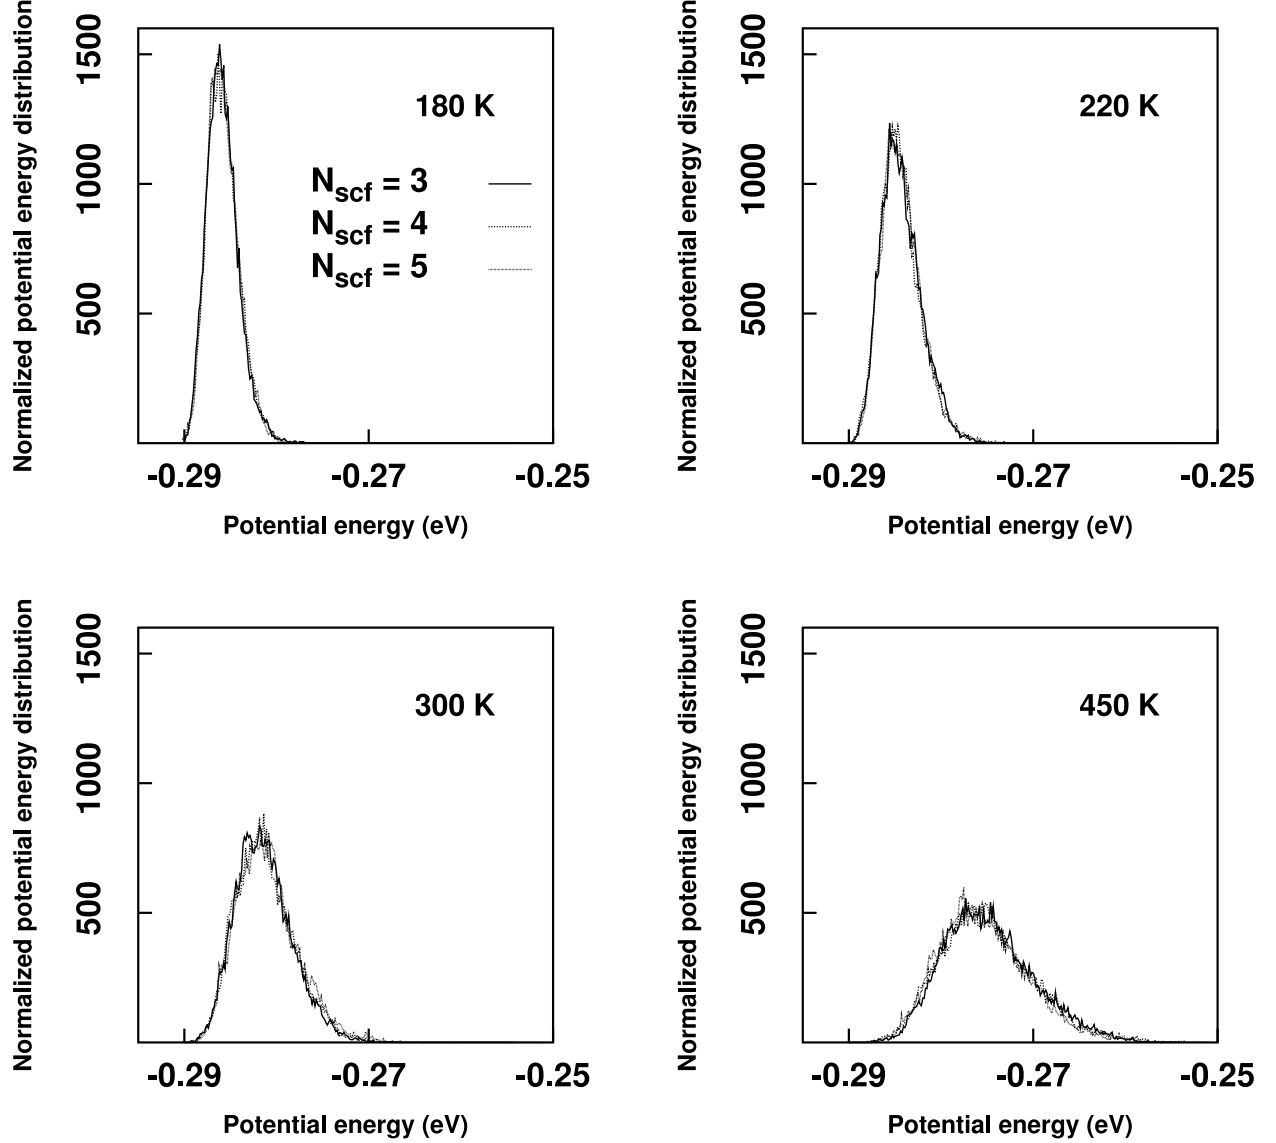 Normalized potential energy distribution
1500
1000
500
180 K
Nscf = 3
Nscf = 4
Nscf = 5
-0.29 -0.27 -0.25
Potential energy (eV)
Normalized potential energy distribution
1500
1000
500
220 K
-0.29 -0.27 -0.25
Potential energy (eV)
Normalized potential energy distribution
1500
1000
500
300 K
-0.29 -0.27 -0.25
Potential energy (eV)
Normalized potential energy distribution
1500
1000
500
450 K
-0.29 -0.27 -0.25
Potential energy (eV)